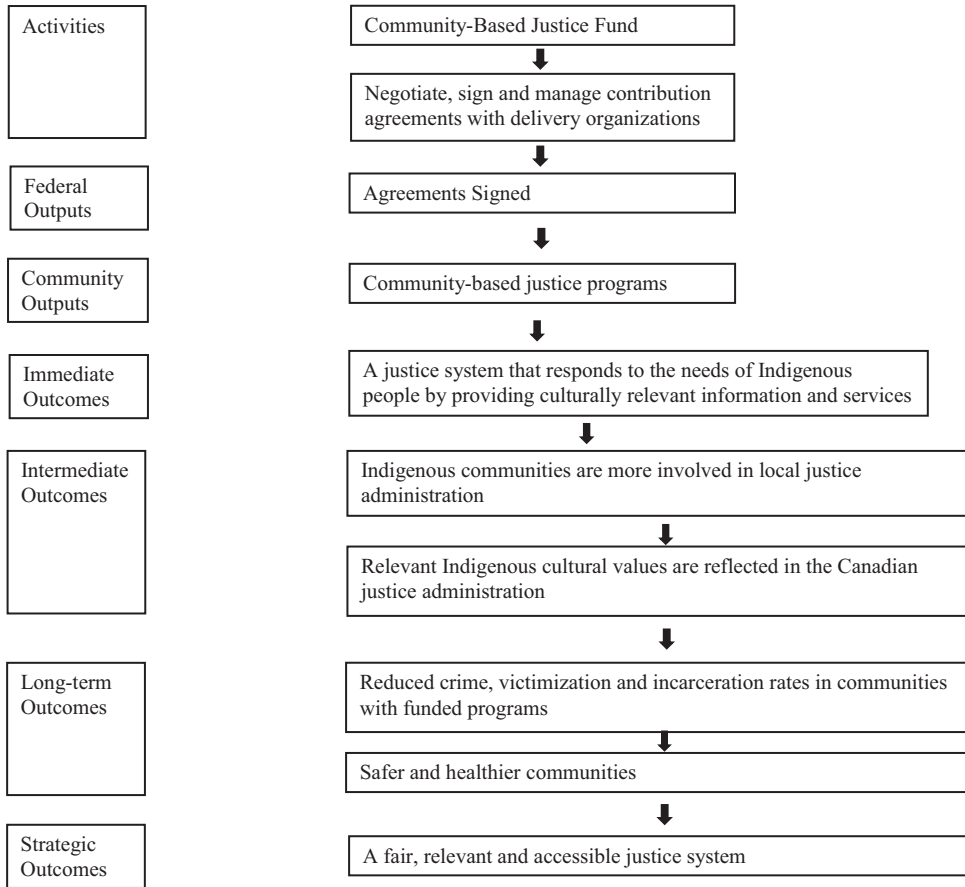 Activities
Community-Based Justice Fund
Negotiate, sign and manage contribution
agreements with delivery organizations
Federal
Outputs
Agreements Signed
Community
Outputs
Community-based justice programs
Immediate
Outcomes
A justice system that responds to the needs of Indigenous
people by providing culturally relevant information and services
Intermediate
Outcomes
Indigenous communities are more involved in local justice
administration
Relevant Indigenous cultural values are reflected in the Canadian
justice administration
Long-term
Outcomes
Reduced crime, victimization and incarceration rates in communities
with funded programs
Safer and healthier communities
Strategic
Outcomes
A fair, relevant and accessible justice system